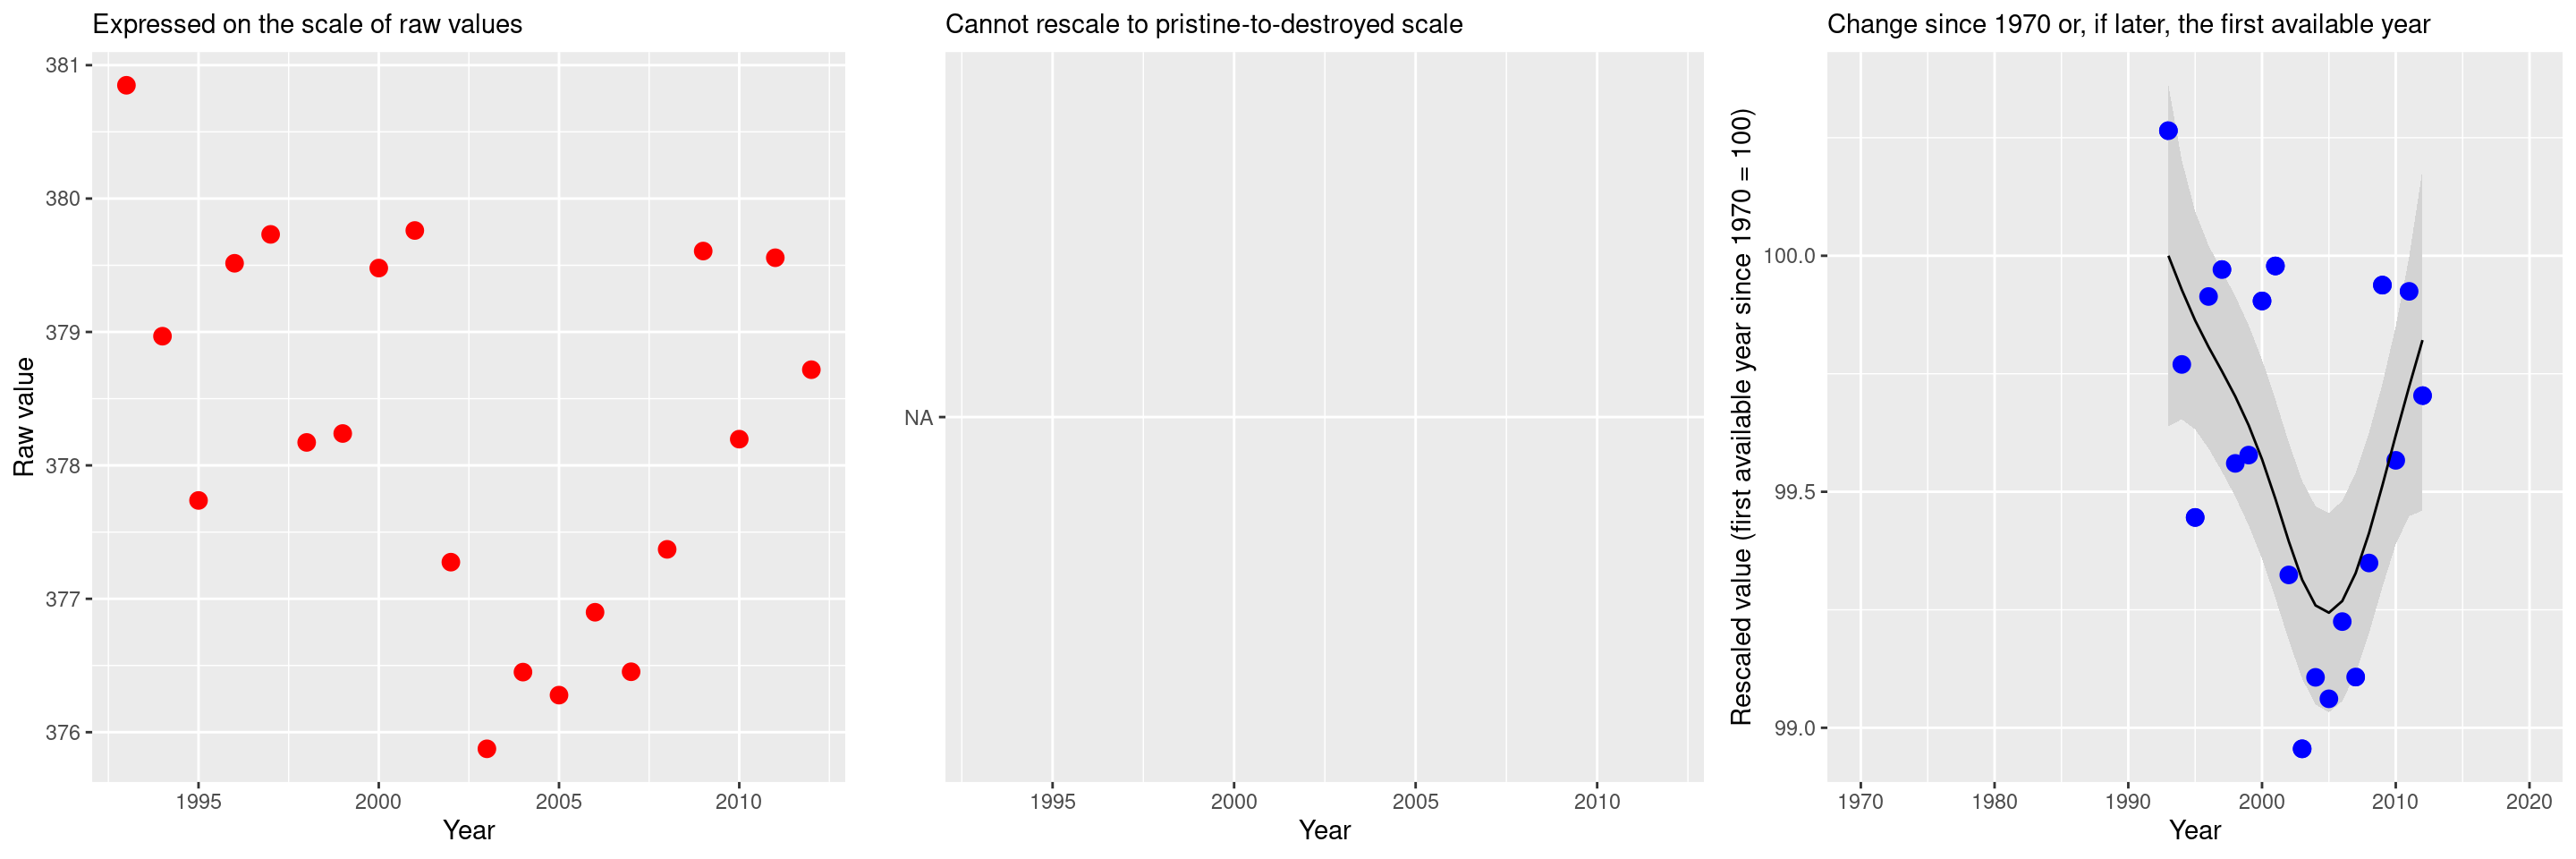 Expressed on the scale of raw values
381
380
379
378
377
376
Raw value
1995 2000 2005 2010
Year
Cannot rescale to pristine-to-destroyed scale
NA
1995 2000 2005 2010
Year
Change since 1970 or, if later, the first available year
Rescaled value (first available year since 1970 = 100)
100.0
99.5
99.0
1970 1980 1990 2000 2010 2020
Year